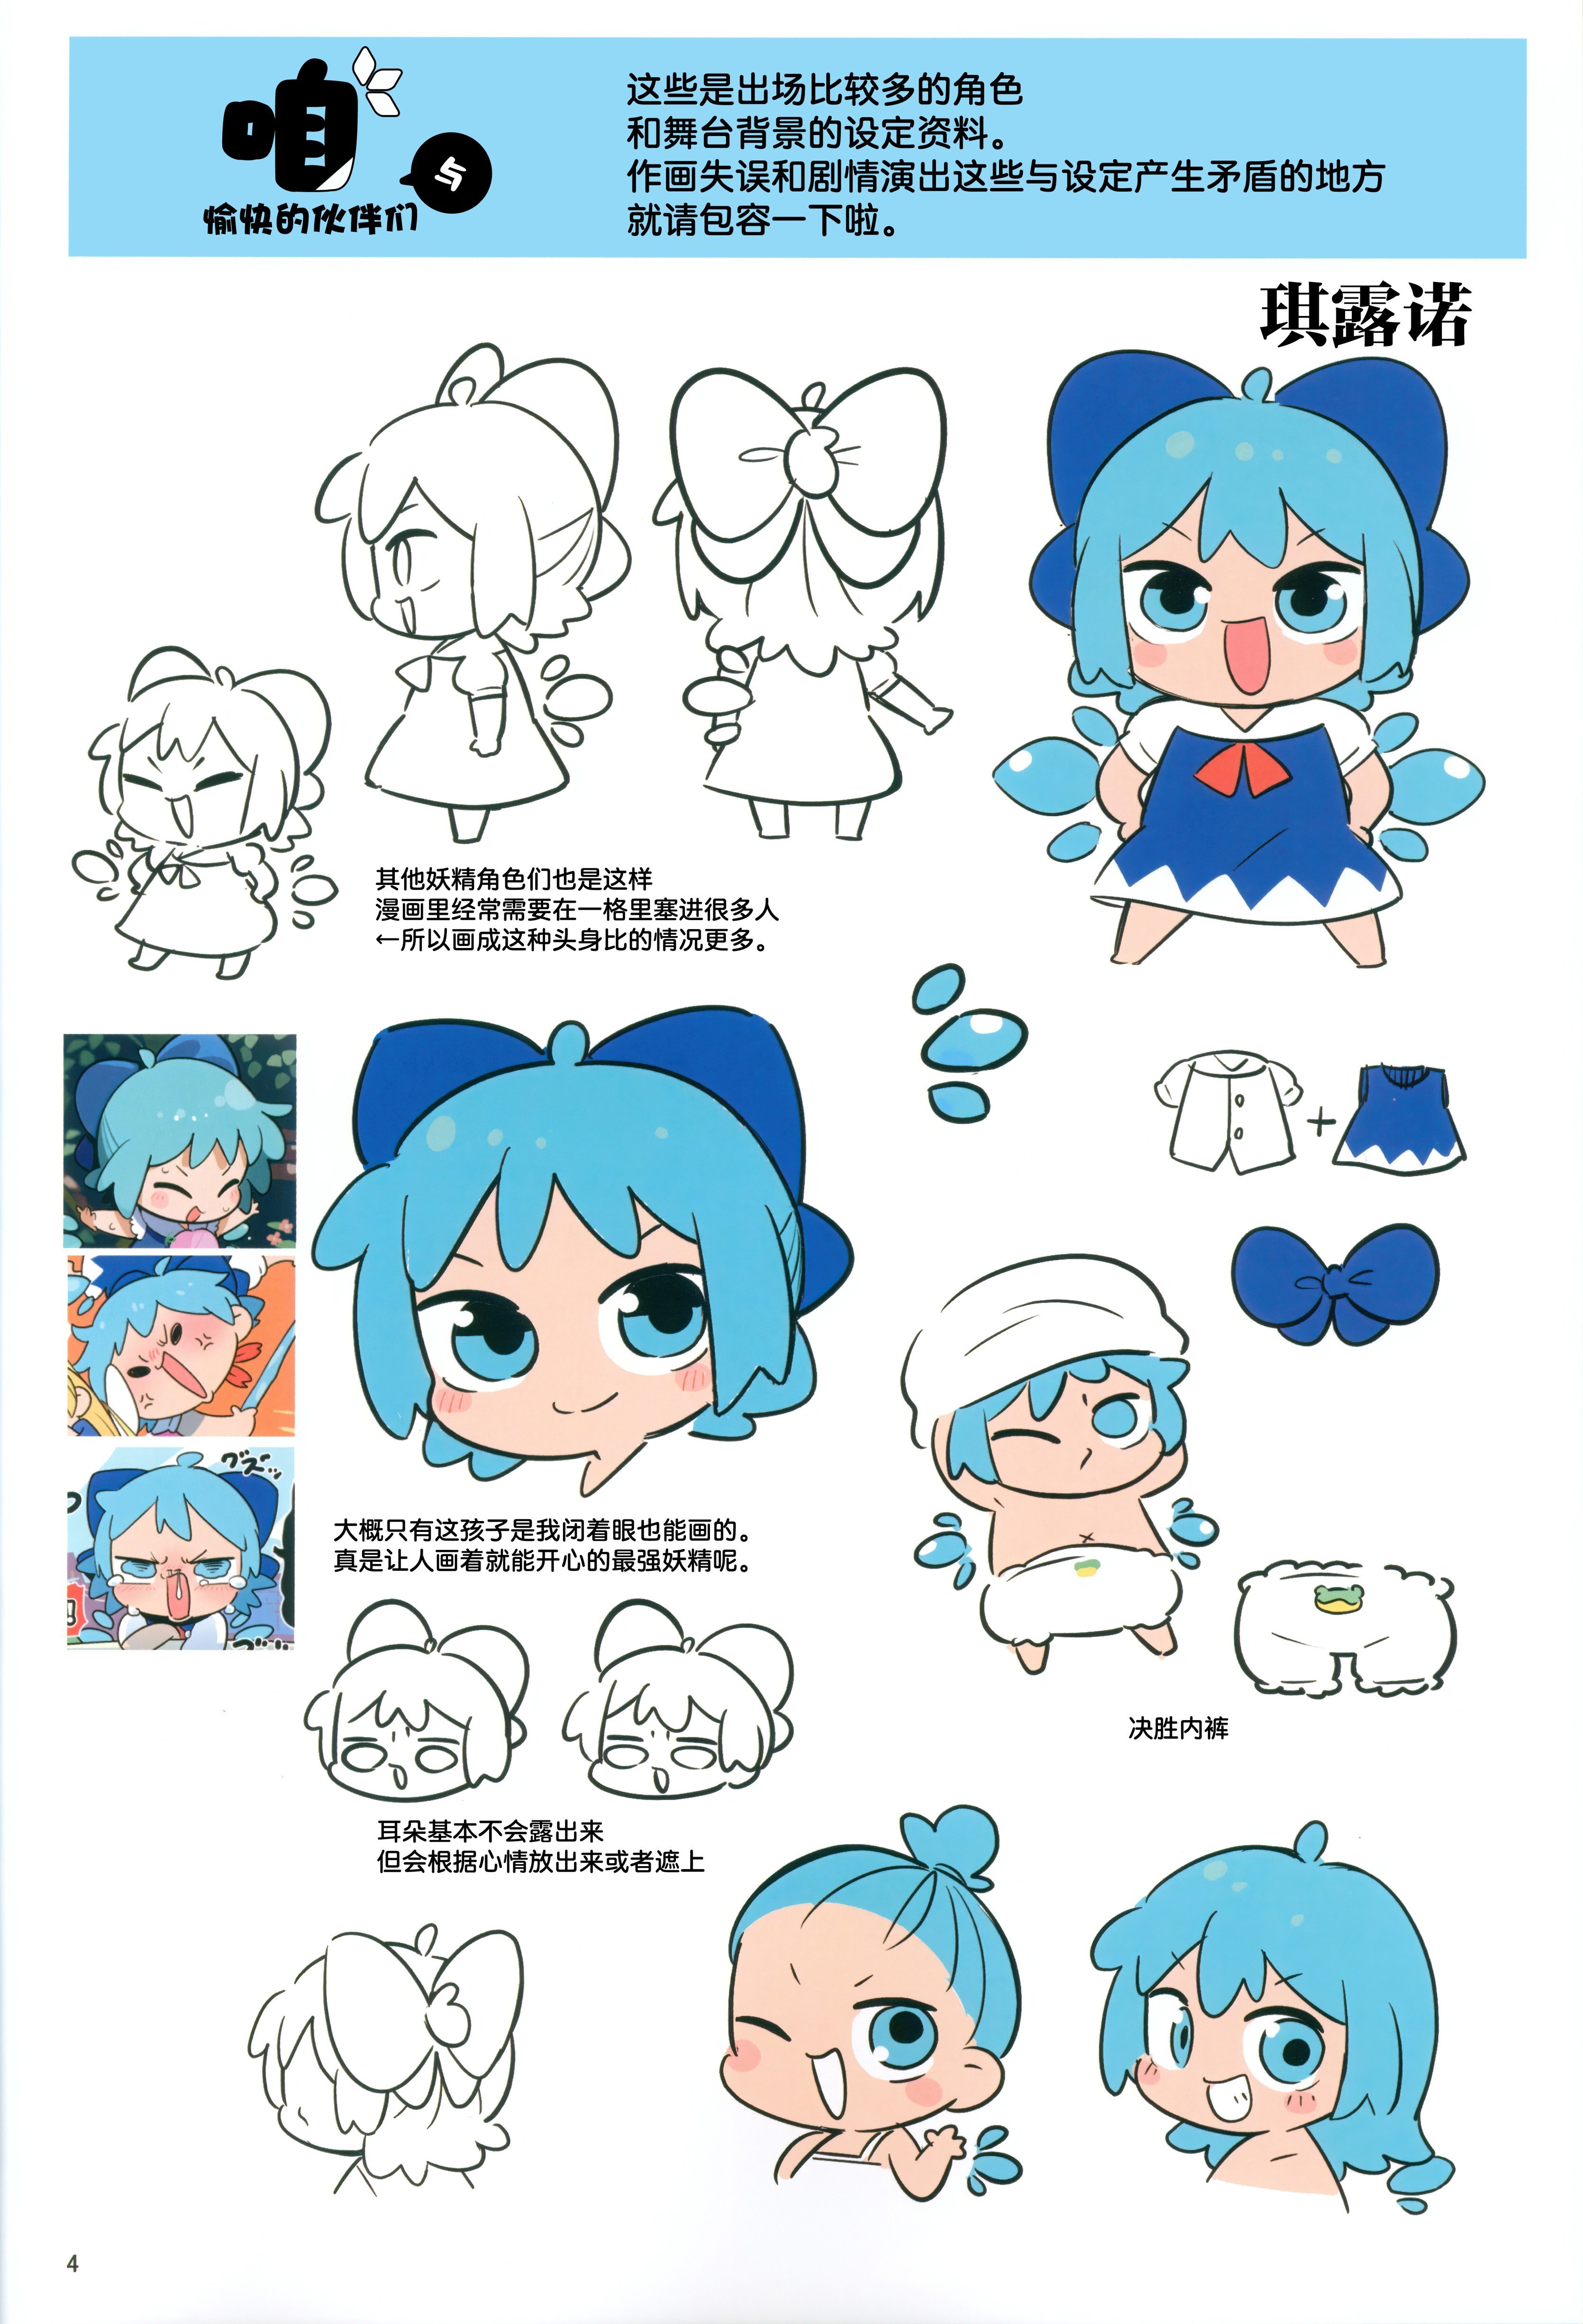 咱
与
愉快的伙伴们
这些是出场比较多的角色
和舞台背景的设定资料。
作画失误和剧情演出这些与设定产生矛盾的地方
就请包容一下啦。
琪露诺
其他妖精角色们也是这样
漫画里经常需要在一格里塞进很多人
←所以画成这种头身比的情况更多。
+
グズ…
大概只有这孩子是我闭着眼也能画的。
真是让人画着就能开心的最强妖精呢。
决胜内裤
耳朵基本不会露出来
但会根据心情放出来或者遮上
4